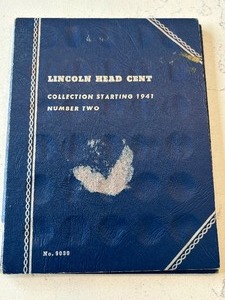 LINCOLN HEAD CENT
COLLECTION STARTING 1941
NUMBER TWO
No. 9030